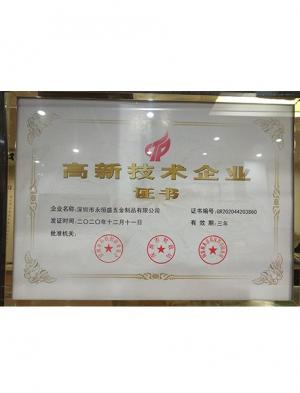 高新技术企业
证书
企业名称:深圳市永恒盛五金制品有限公司 证书编号:GR202044203860
发证时间:二〇二〇年十二月十一日 有效期:三年
批准机关: